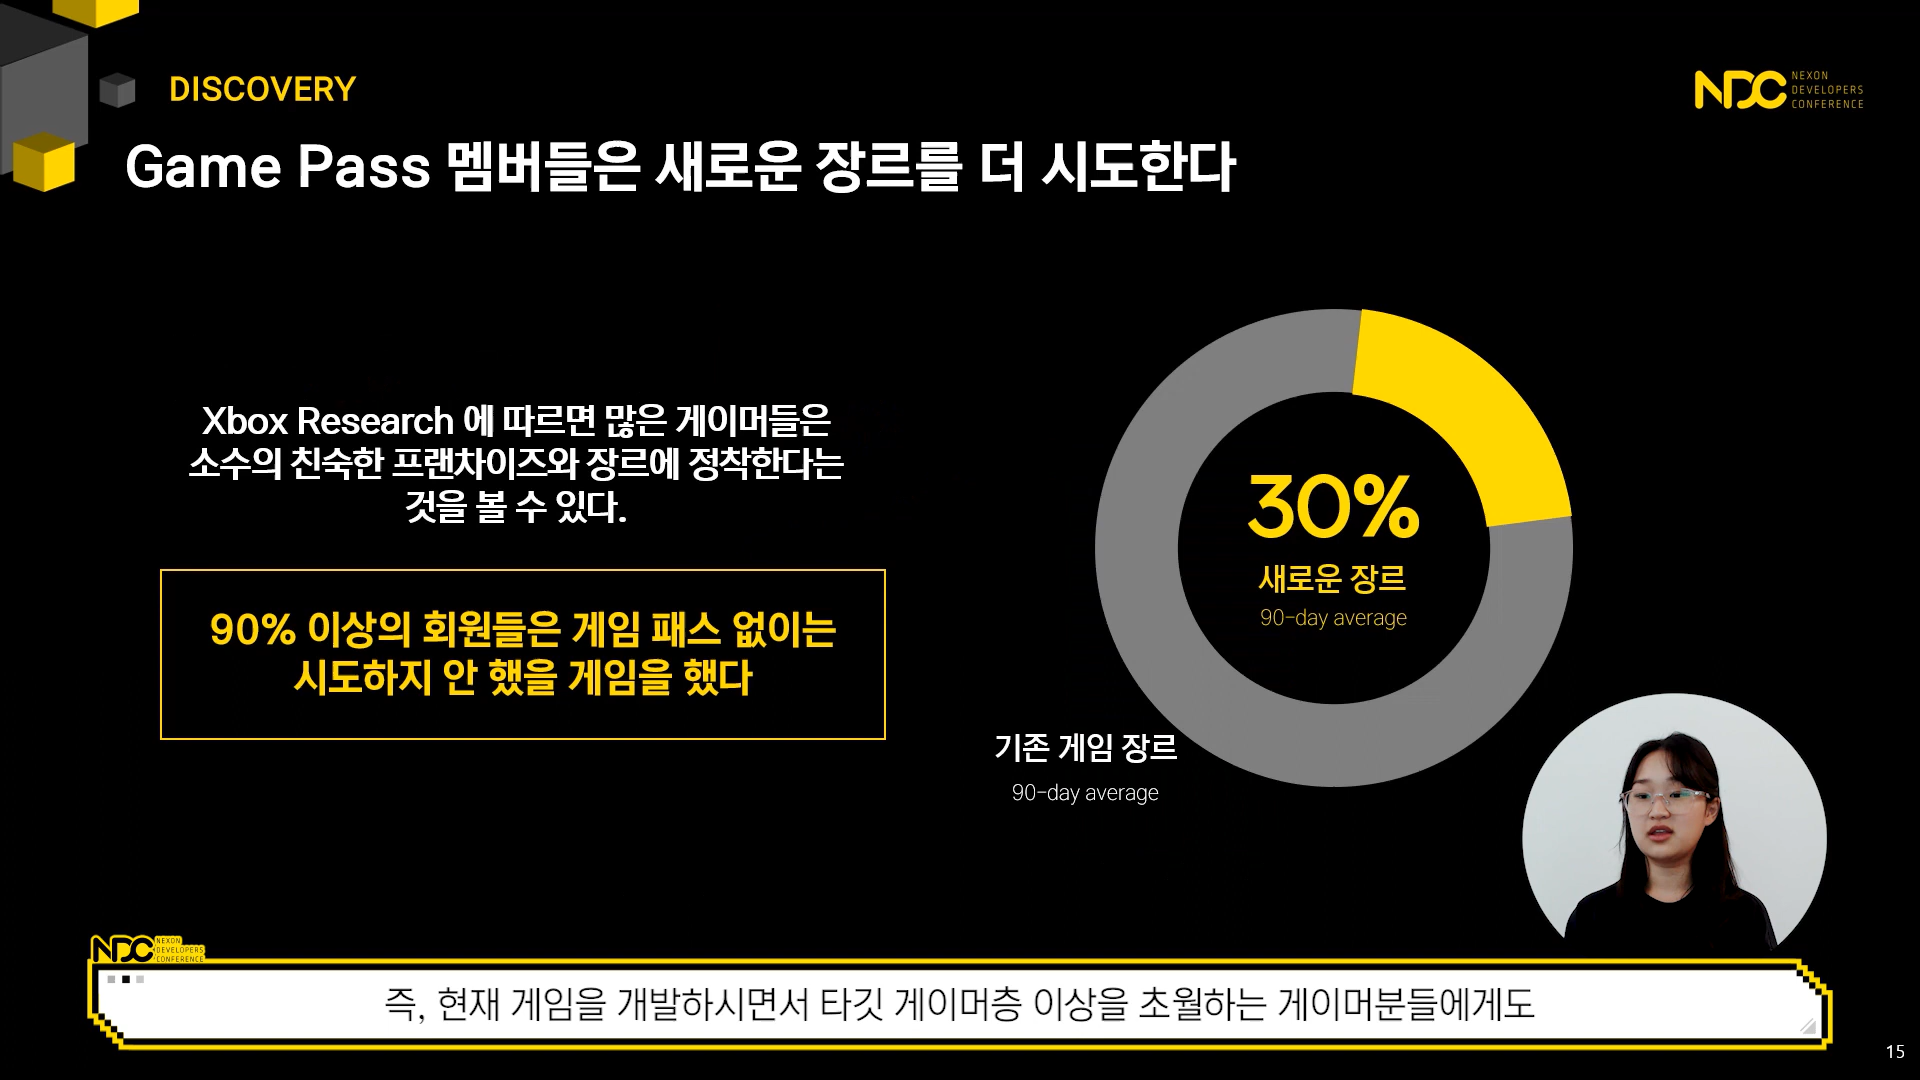 DISCOVERY
NDC NEXON
DEVELOPERS
CONFERENCE
Game Pass 멤버들은 새로운 장르를 더 시도한다
Xbox Research 에 따르면 많은 게이머들은
소수의 친숙한 프랜차이즈와 장르에 정착한다는
것을 볼 수 있다.
90% 이상의 회원들은 게임 패스 없이는
시도하지 안 했을 게임을 했다
30%
새로운 장르
90-day average
기존 게임 장르
90-day average
NDC NEXON
DEVELOPERS
CONFERENCE
즉, 현재 게임을 개발하시면서 타깃 게이머층 이상을 초월하는 게이머분들에게도
15